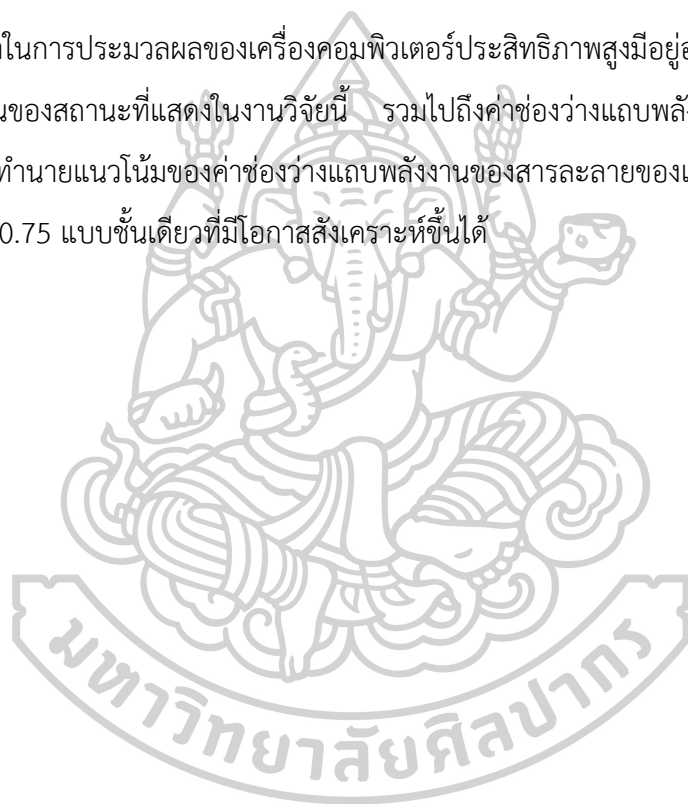 ในการประมวลผลของเครื่องคอมพิวเตอร์ประสิทธิภาพสูงมีอยู่
ของสถานะที่แสดงในงานวิจัยนี้ รวมไปถึงค่าช่องว่างแถบพลัง
ทำนายแนวโน้มของค่าช่องว่างแถบพลังงานของสารละลายของ
0.75 แบบชั้นเดียวที่มีโอกาสสังเคราะห์ขึ้นได้
มหาวิทยาลัยศิลปากร